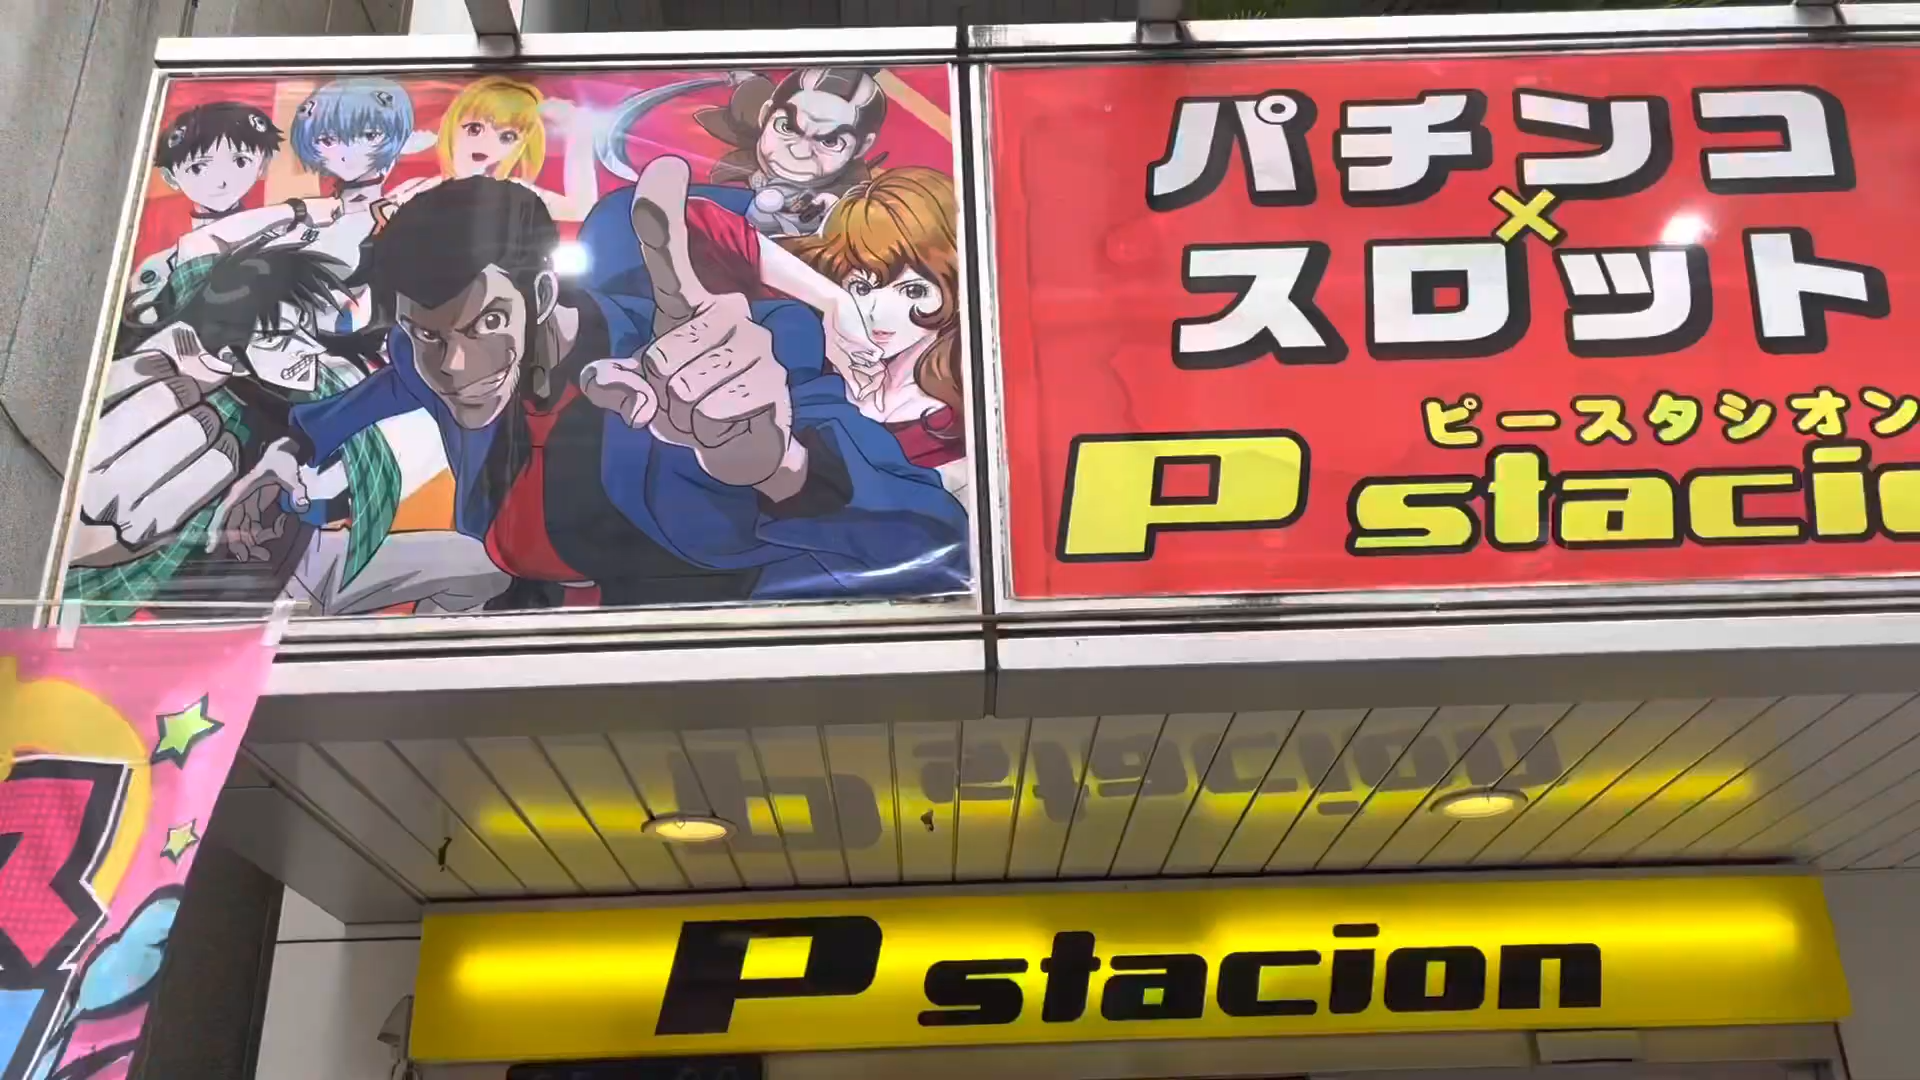 パチンコ
×
スロット
ピースタシオン
P stacio
P stacion